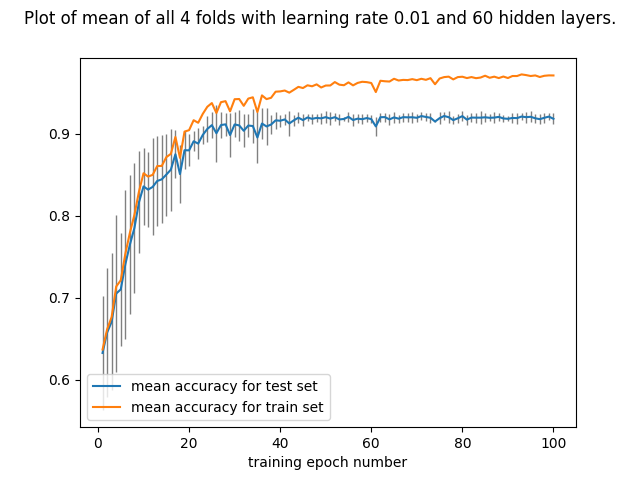 Plot of mean of all 4 folds with learning rate 0.01 and 60 hidden layers.
0.9
0.8
0.7
0.6
mean accuracy for test set
mean accuracy for train set
0 20 40 60 80 100
training epoch number